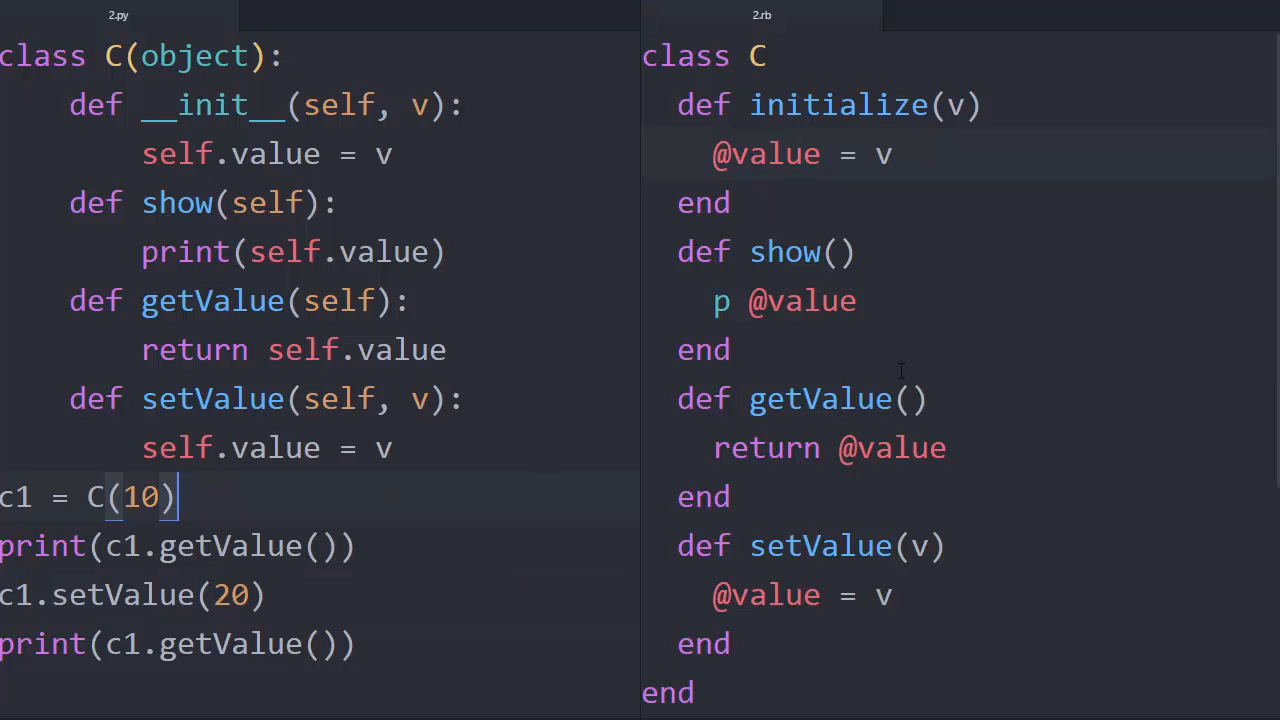 2.py
class C(object):
    def __init__(self, v):
        self.value = v
    def show(self):
        print(self.value)
    def getValue(self):
        return self.value
    def setValue(self, v):
        self.value = v
c1 = C(10)
print(c1.getValue())
c1.setValue(20)
print(c1.getValue())
2.rb
class C
  def initialize(v)
    @value = v
  end
  def show()
    p @value
  end
  def getValue()
    return @value
  end
  def setValue(v)
    @value = v
  end
end